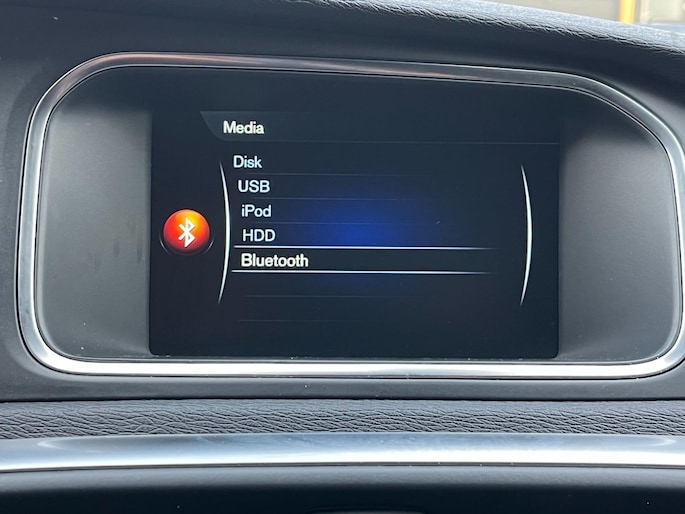 Media
Disk
USB
iPod
HDD
Bluetooth